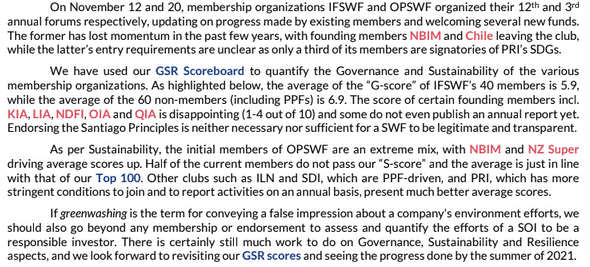 On November 12 and 20, membership organizations IFSWF and OPSWF organized their 12th and 3rd
annual forums respectively, updating on progress made by existing members and welcoming several new funds.
The former has lost momentum in the past few years, with founding members NBIM and Chile leaving the club,
while the latter's entry requirements are unclear as only a third of its members are signatories of PRI's SDGs.
We have used our GSR Scoreboard to quantify the Governance and Sustainability of the various
membership organizations. As highlighted below, the average of the "G-score" of IFSWF's 40 members is 5.9,
while the average of the 60 non-members (including PPFs) is 6.9. The score of certain founding members incl.
KIA, LIA, NDFI, OIA and QIA is disappointing (1-4 out of 10) and some do not even publish an annual report yet.
Endorsing the Santiago Principles is neither necessary nor sufficient for a SWF to be legitimate and transparent.
As per Sustainability, the initial members of OPSWF are an extreme mix, with NBIM and NZ Super
driving average scores up. Half of the current members do not pass our "S-score" and the average is just in line
with that of our Top 100. Other clubs such as ILN and SDI, which are PPF-driven, and PRI, which has more
stringent conditions to join and to report activities on an annual basis, present much better average scores.
If greenwashing is the term for conveying a false impression about a company's environment efforts, we
should also go beyond any membership or endorsement to assess and quantify the efforts of a SOI to be a
responsible investor. There is certainly still much work to do on Governance, Sustainability and Resilience
aspects, and we look forward to revisiting our GSR scores and seeing the progress done by the summer of 2021.